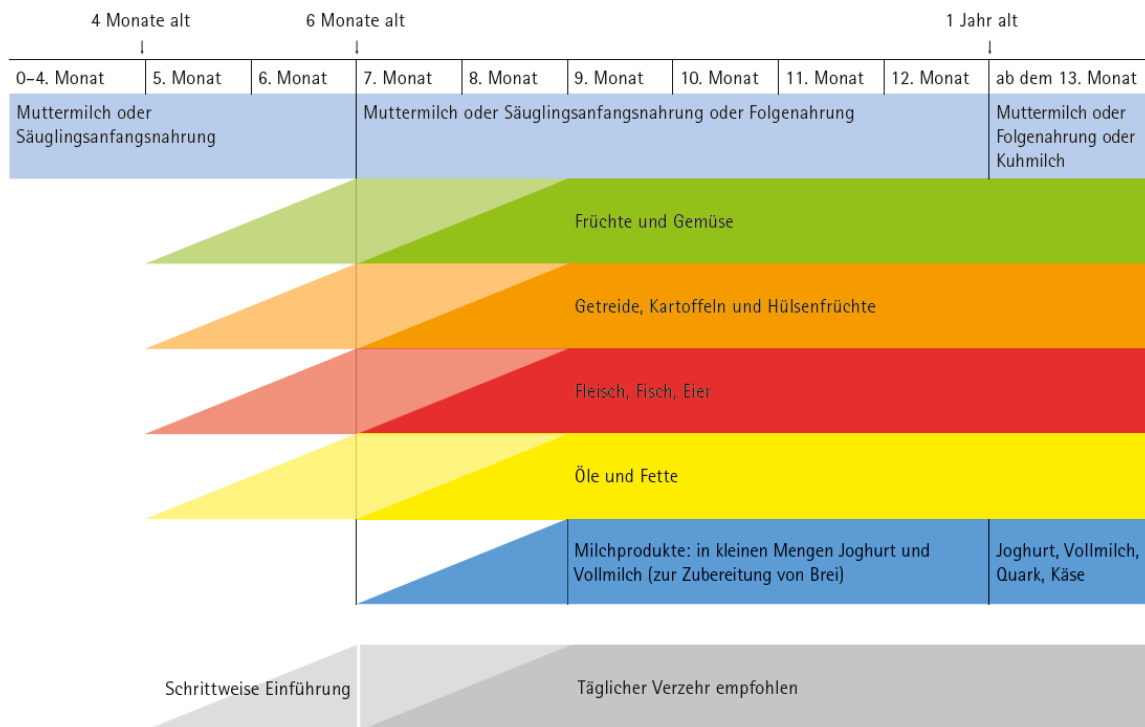 4 Monate alt
6 Monate alt
1 Jahr alt
0–4. Monat
5. Monat
6. Monat
7. Monat
8. Monat
9. Monat
10. Monat
11. Monat
12. Monat
ab dem 13. Monat
Muttermilch oder
Säuglingsanfangsnahrung
Muttermilch oder Säuglingsanfangsnahrung oder Folgenahrung
Muttermilch oder
Folgenahrung oder
Kuhmilch
Früchte und Gemüse
Getreide, Kartoffeln und Hülsenfrüchte
Fleisch, Fisch, Eier
Öle und Fette
Milchprodukte: in kleinen Mengen Joghurt und
Vollmilch (zur Zubereitung von Brei)
Joghurt, Vollmilch,
Quark, Käse
Schrittweise Einführung
Täglicher Verzehr empfohlen